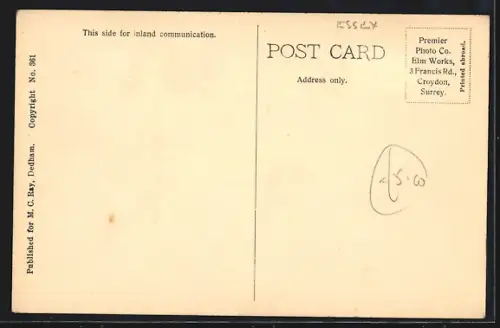 This side for inland communication.
ESSEX
POST CARD
Address only.
Premier
Photo Co.
Elm Works,
3 Francis Rd.,
Croydon,
Surrey.
Printed abroad.
Published for M. C. Ray, Dedham. Copyright No. 361